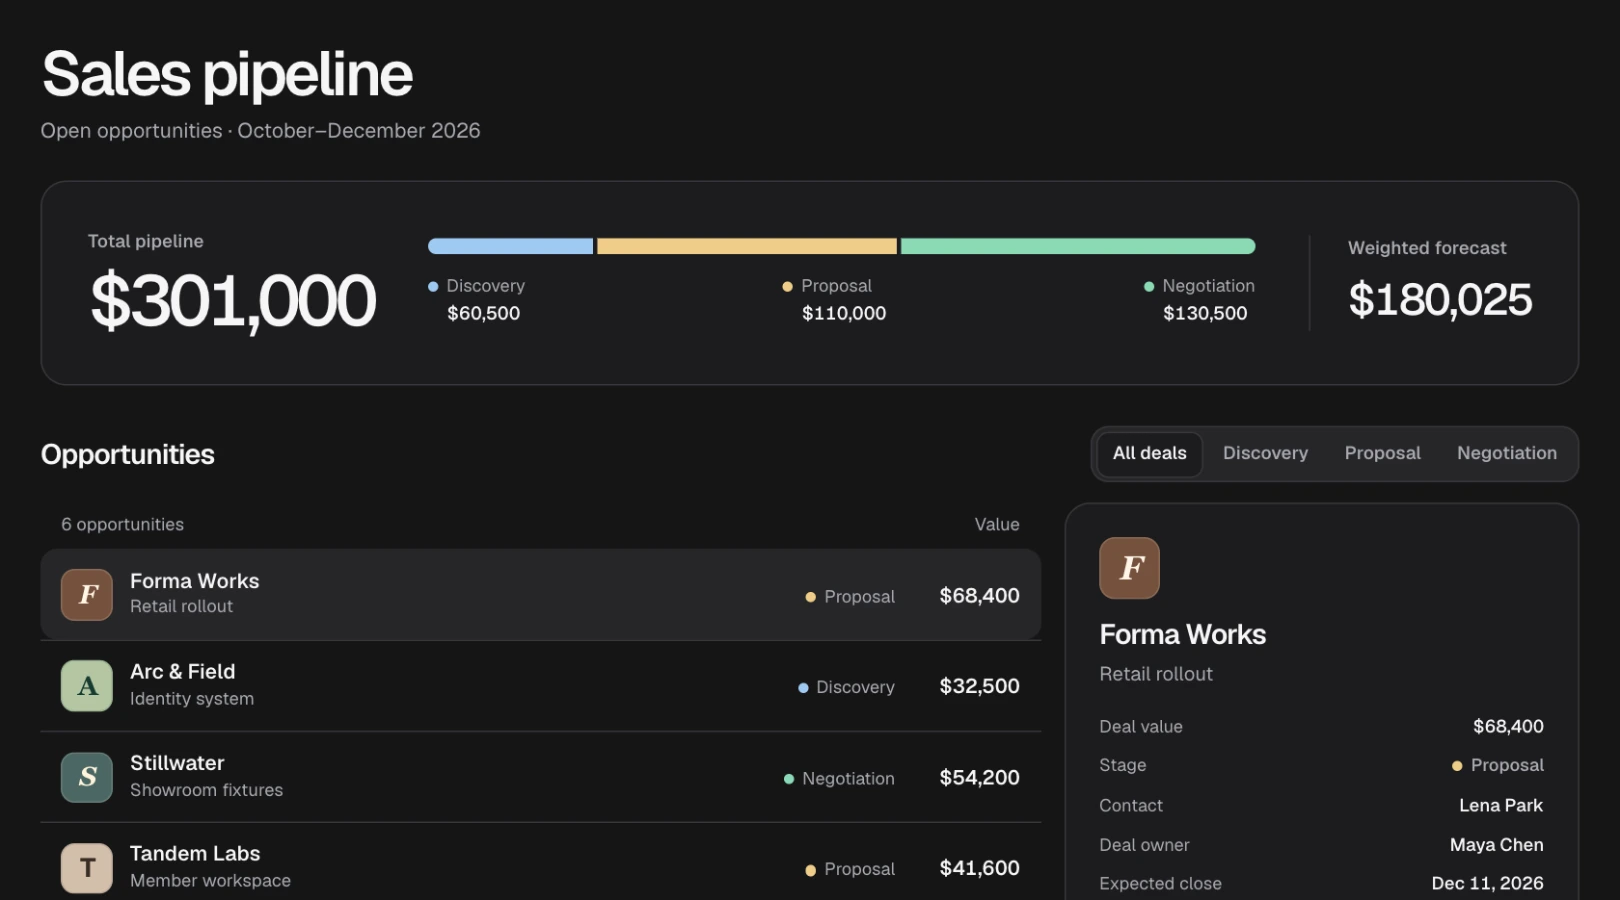 Sales pipeline
Open opportunities · October–December 2026
Total pipeline
$301,000
Discovery
$60,500
Proposal
$110,000
Negotiation
$130,500
Weighted forecast
$180,025
Opportunities
All deals Discovery Proposal Negotiation
6 opportunities Value
F Forma Works
Retail rollout
Proposal $68,400
A Arc & Field
Identity system
Discovery $32,500
S Stillwater
Showroom fixtures
Negotiation $54,200
T Tandem Labs
Member workspace
Proposal $41,600
F
Forma Works
Retail rollout
Deal value $68,400
Stage Proposal
Contact Lena Park
Deal owner Maya Chen
Expected close Dec 11, 2026